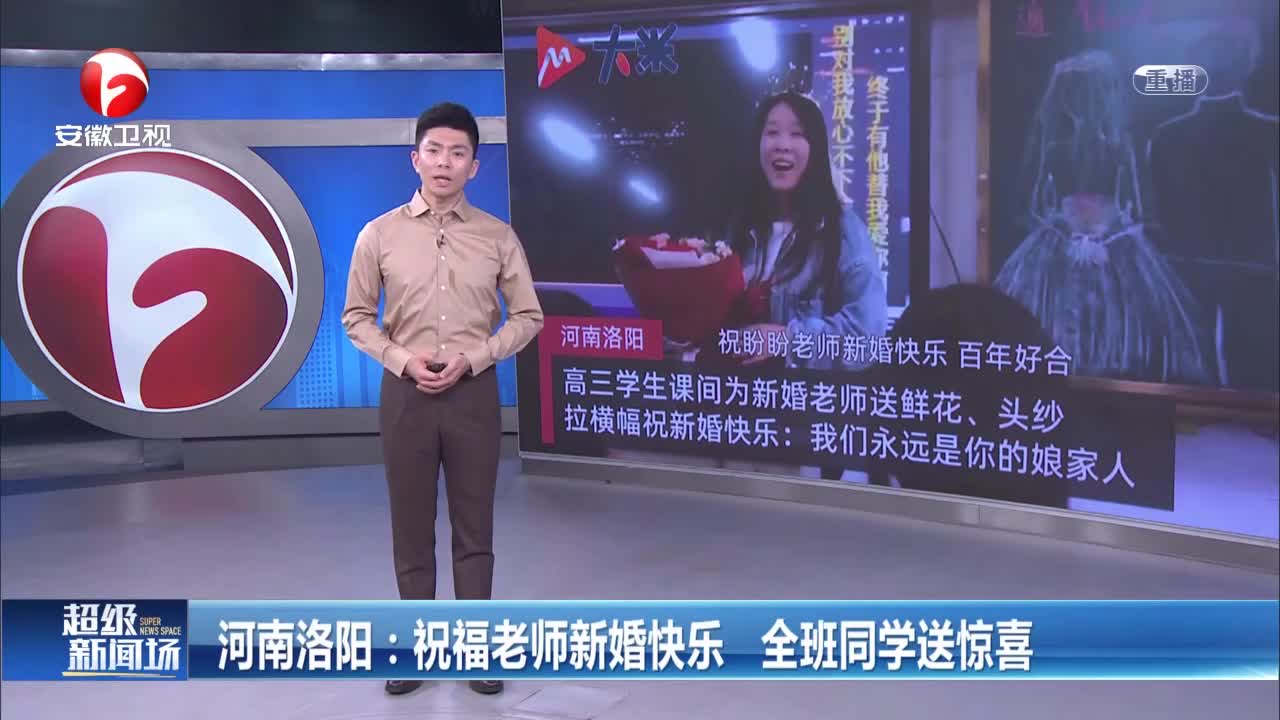 安徽卫视
大米
重播
别对我放心不下
终于有他替我爱你
河南洛阳
祝盼盼老师新婚快乐 百年好合
高三学生课间为新婚老师送鲜花、头纱
拉横幅祝新婚快乐：我们永远是你的娘家人
超级
新闻场
SUPER
NEWS SPACE
河南洛阳：祝福老师新婚快乐 全班同学送惊喜